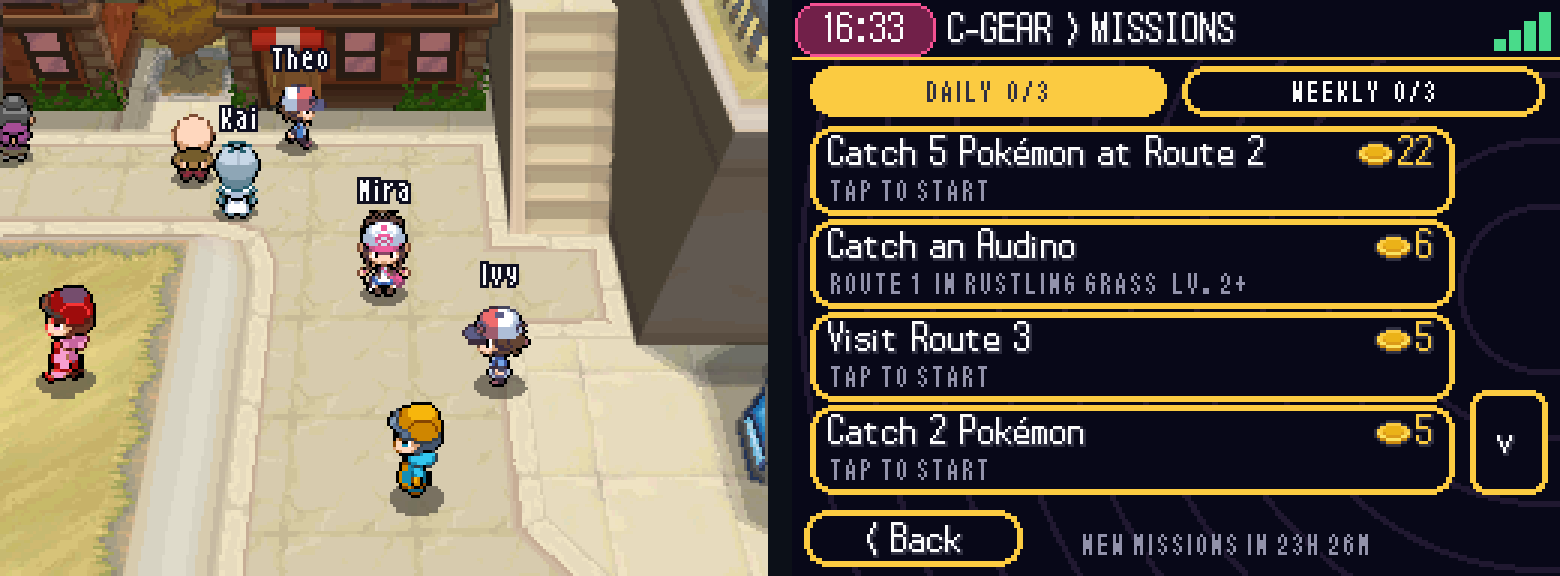 Theo
Kai
Mira
Ivy
16:33 C-GEAR ⟩ MISSIONS
DAILY 0/3 WEEKLY 0/3
Catch 5 Pokémon at Route 2 22
TAP TO START
Catch an Audino 6
ROUTE 1 IN RUSTLING GRASS LV. 2+
Visit Route 3 5
TAP TO START
Catch 2 Pokémon 5
TAP TO START
v
⟨ Back
NEW MISSIONS IN 23H 26M